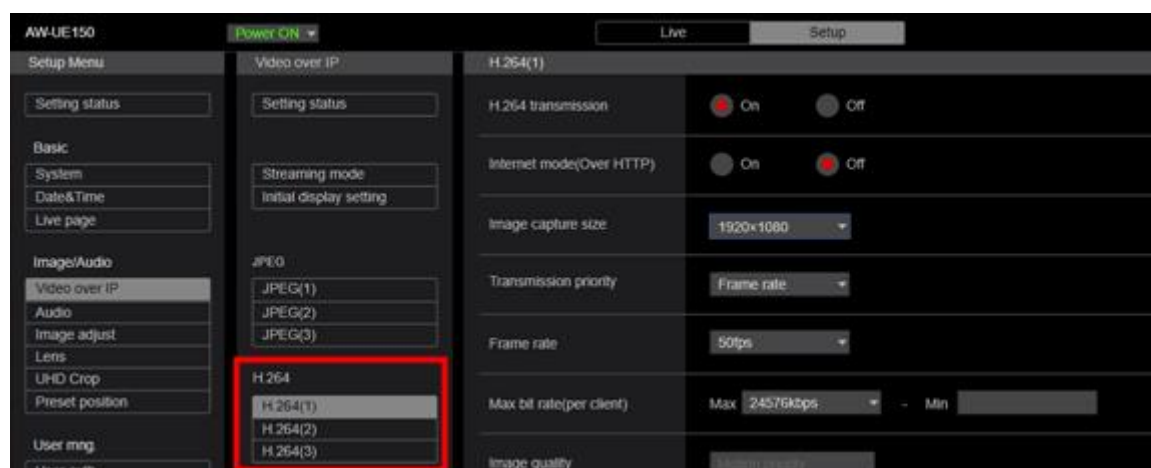 AW-UE150
Power ON
Live
Setup
Setup Menu
Setting status
Basic
System
Date&Time
Live page
Image/Audio
Video over IP
Audio
Image adjust
Lens
UHD Crop
Preset position
User mng.
Video over IP
Setting status
Streaming mode
Initial display setting
JPEG
JPEG(1)
JPEG(2)
JPEG(3)
H.264
H.264(1)
H.264(2)
H.264(3)
H.264(1)
H.264 transmission On Off
Internet mode(Over HTTP) On Off
Image capture size 1920×1080
Transmission priority Frame rate
Frame rate 50fps
Max bit rate(per client) Max 24576kbps - Min
Image quality